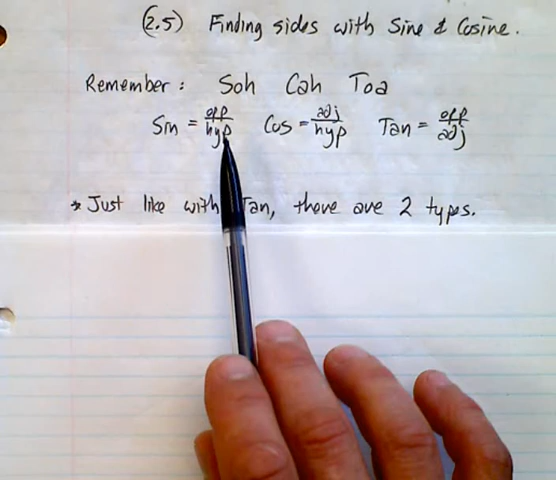 (2.5) Finding sides with Sine & Cosine.
Remember: Soh Cah Toa
Sin = opp/hyp Cos = adj/hyp Tan = opp/adj
* Just like with Tan, there are 2 types.